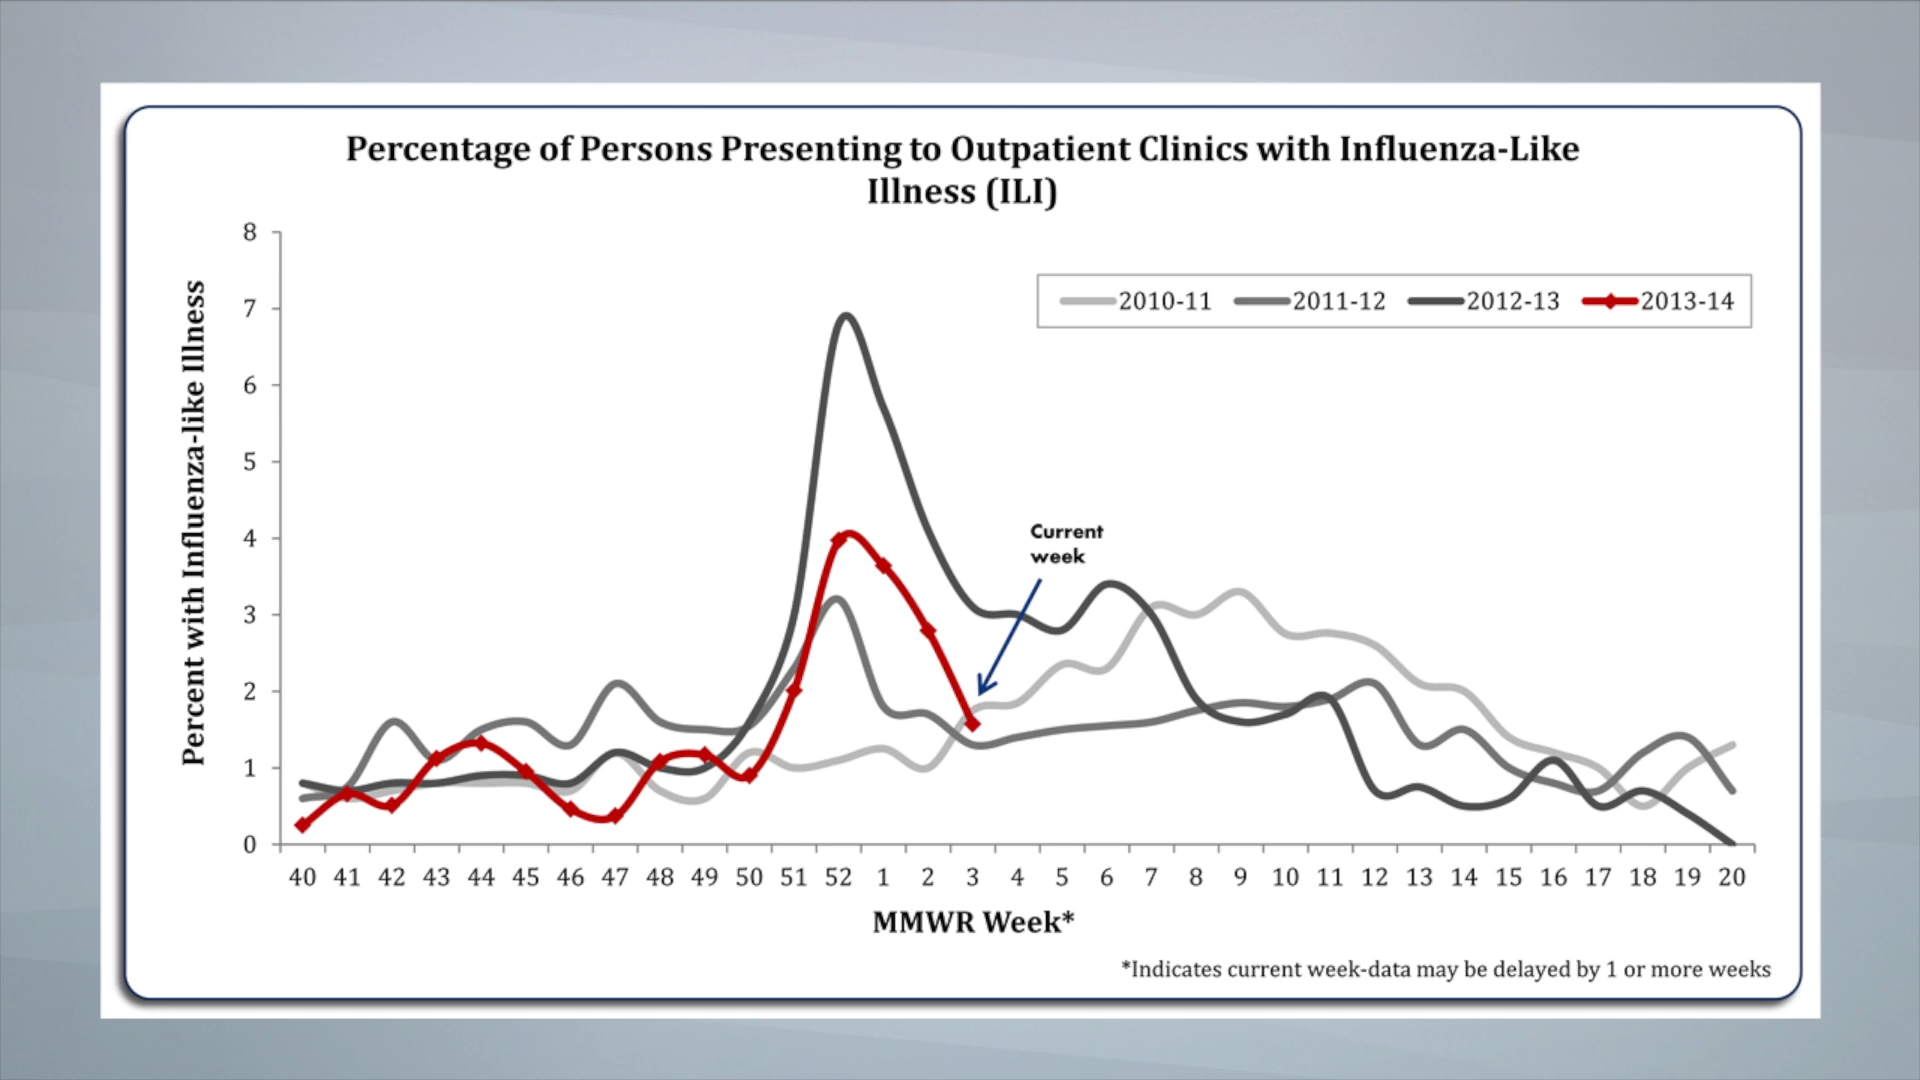 Percentage of Persons Presenting to Outpatient Clinics with Influenza-Like
Illness (ILI)
Percent with Influenza-like Illness
8
7
6
5
4
3
2
1
0
2010-11 2011-12 2012-13 2013-14
Current
week
40 41 42 43 44 45 46 47 48 49 50 51 52 1 2 3 4 5 6 7 8 9 10 11 12 13 14 15 16 17 18 19 20
MMWR Week*
*Indicates current week-data may be delayed by 1 or more weeks